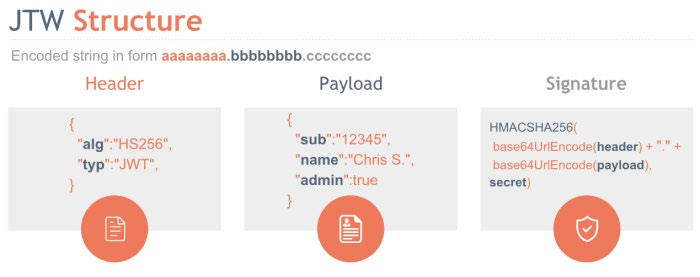 JTW Structure
Encoded string in form aaaaaaaa.bbbbbbbb.cccccccc
Header
{
"alg":"HS256",
"typ":"JWT",
}
Payload
{
"sub":"12345",
"name":"Chris S.",
"admin":true
}
Signature
HMACSHA256(
base64UrlEncode(header) + "." +
base64UrlEncode(payload),
secret)